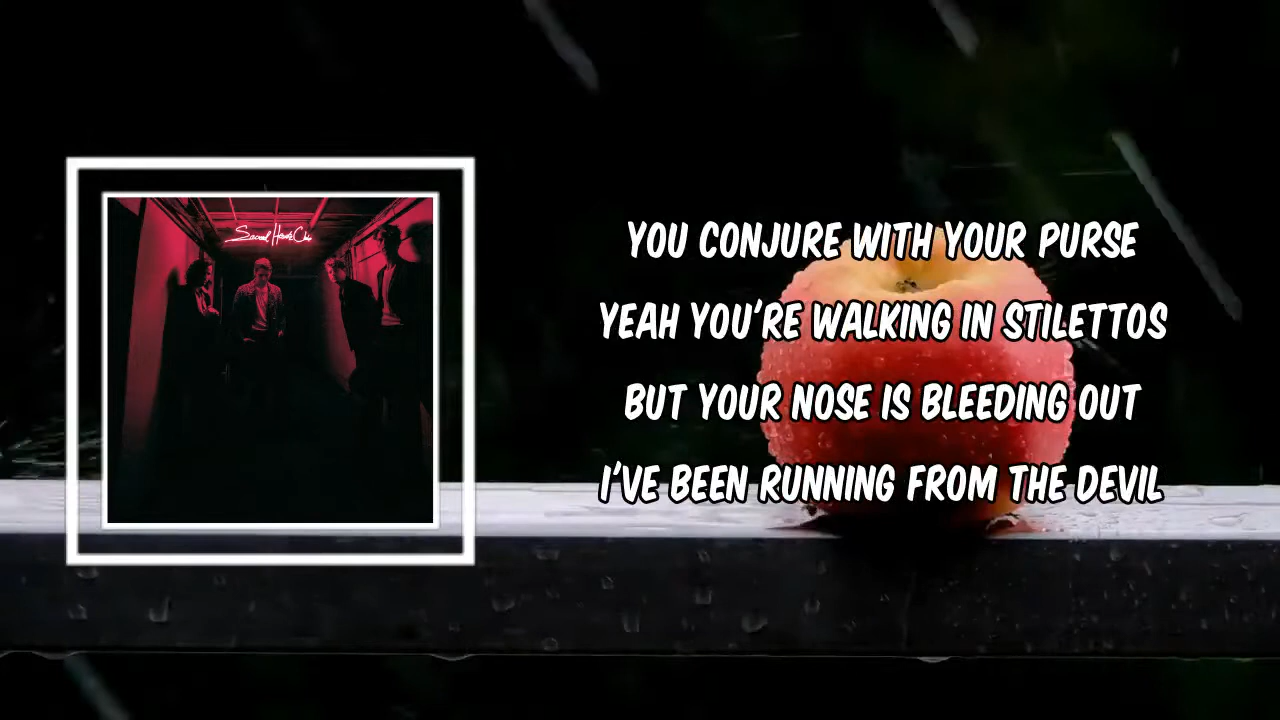 YOU CONJURE WITH YOUR PURSE
YEAH YOU'RE WALKING IN STILETTOS
BUT YOUR NOSE IS BLEEDING OUT
I'VE BEEN RUNNING FROM THE DEVIL